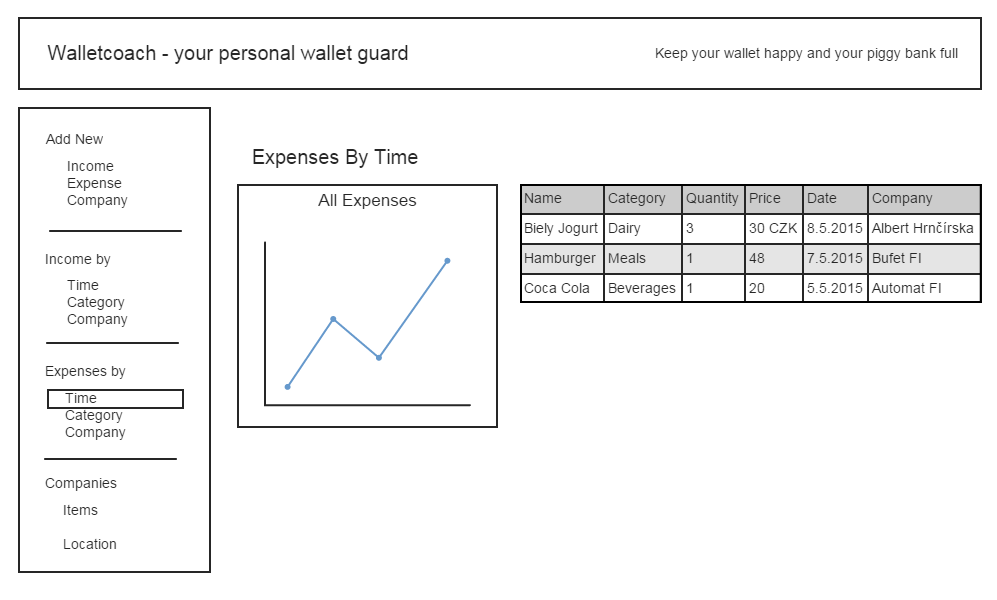 Walletcoach - your personal wallet guard
Keep your wallet happy and your piggy bank full
Add New
Income
Expense
Company
Income by
Time
Category
Company
Expenses by
Time
Category
Company
Companies
Items
Location
Expenses By Time
All Expenses
Name Category Quantity Price Date Company
Biely Jogurt Dairy 3 30 CZK 8.5.2015 Albert Hrnčírska
Hamburger Meals 1 48 7.5.2015 Bufet FI
Coca Cola Beverages 1 20 5.5.2015 Automat FI